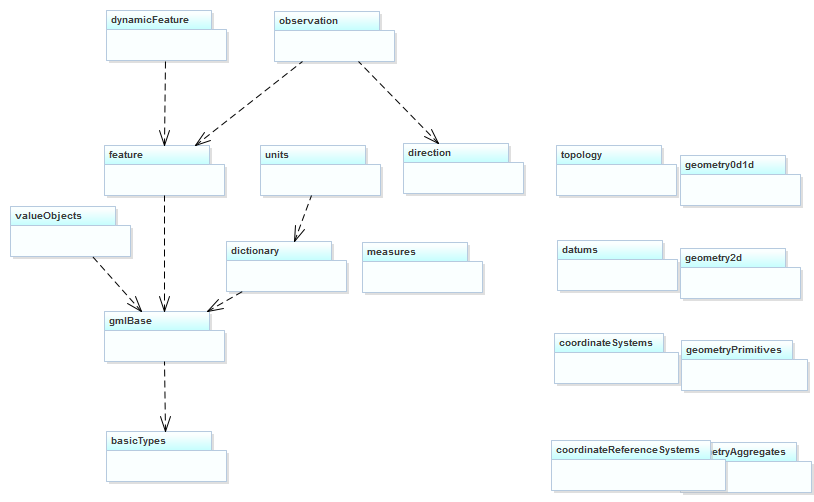 dynamicFeature
observation
feature
units
direction
topology
geometry0d1d
valueObjects
dictionary
measures
datums
geometry2d
gmlBase
coordinateSystems
geometryPrimitives
basicTypes
coordinateReferenceSystems
etryAggregates